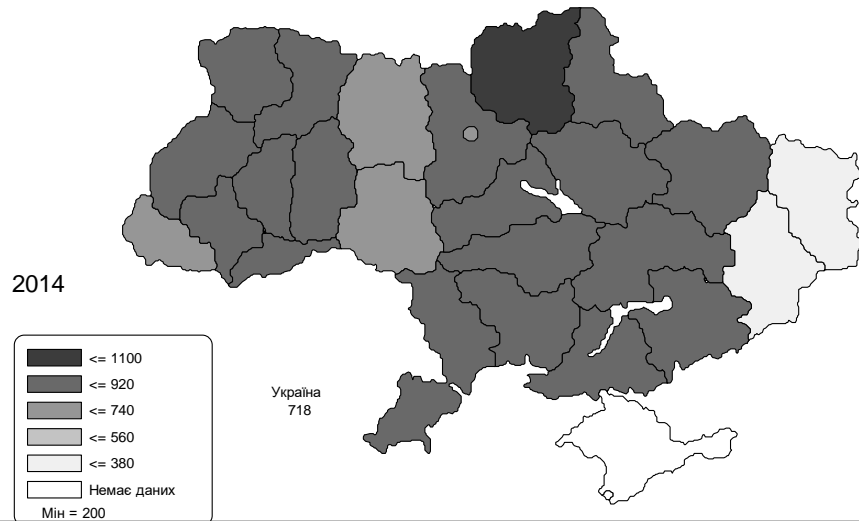 2014
Україна
718
<= 1100
<= 920
<= 740
<= 560
<= 380
Немає даних
Мін = 200